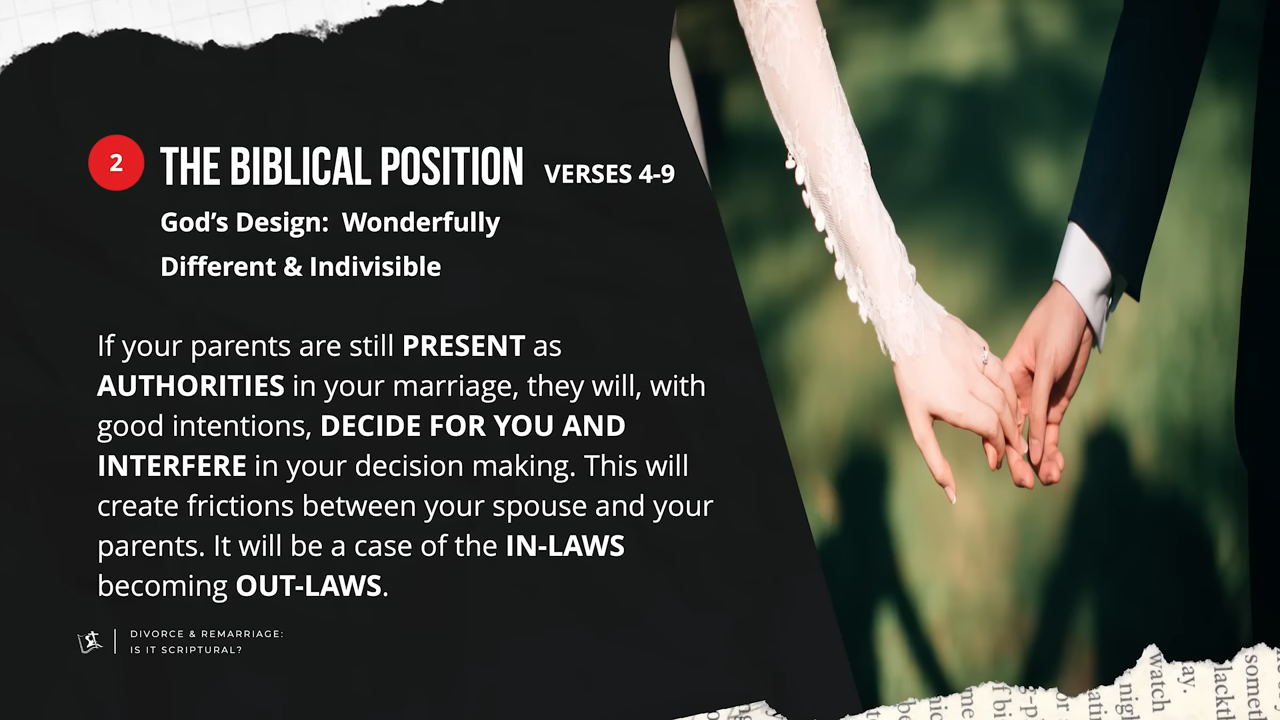 2 THE BIBLICAL POSITION VERSES 4-9
God's Design:  Wonderfully
Different & Indivisible
If your parents are still PRESENT as
AUTHORITIES in your marriage, they will, with
good intentions, DECIDE FOR YOU AND
INTERFERE in your decision making. This will
create frictions between your spouse and your
parents. It will be a case of the IN-LAWS
becoming OUT-LAWS.
DIVORCE & REMARRIAGE:
IS IT SCRIPTURAL?
watch
ay.
night